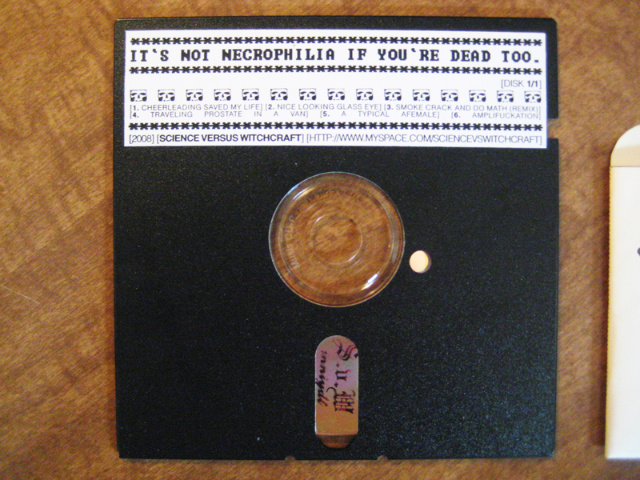 ********************************************
IT`S NOT NECROPHILIA IF YOU`RE DEAD TOO.
********************************************
[DISK 1/1]
[1. CHEERLEADING SAVED MY LIFE] [2. NICE LOOKING GLASS EYE] [3. SMOKE CRACK AND DO MATH (REMIX)]
[4. TRAVELING PROSTATE IN A VAN] [5. A TYPICAL AFEMALE] [6. AMPLIFUCKATION]
********************************************
[2008] [SCIENCE VERSUS WITCHCRAFT] [HTTP://WWW.MYSPACE.COM/SCIENCEVSWITCHCRAFT]